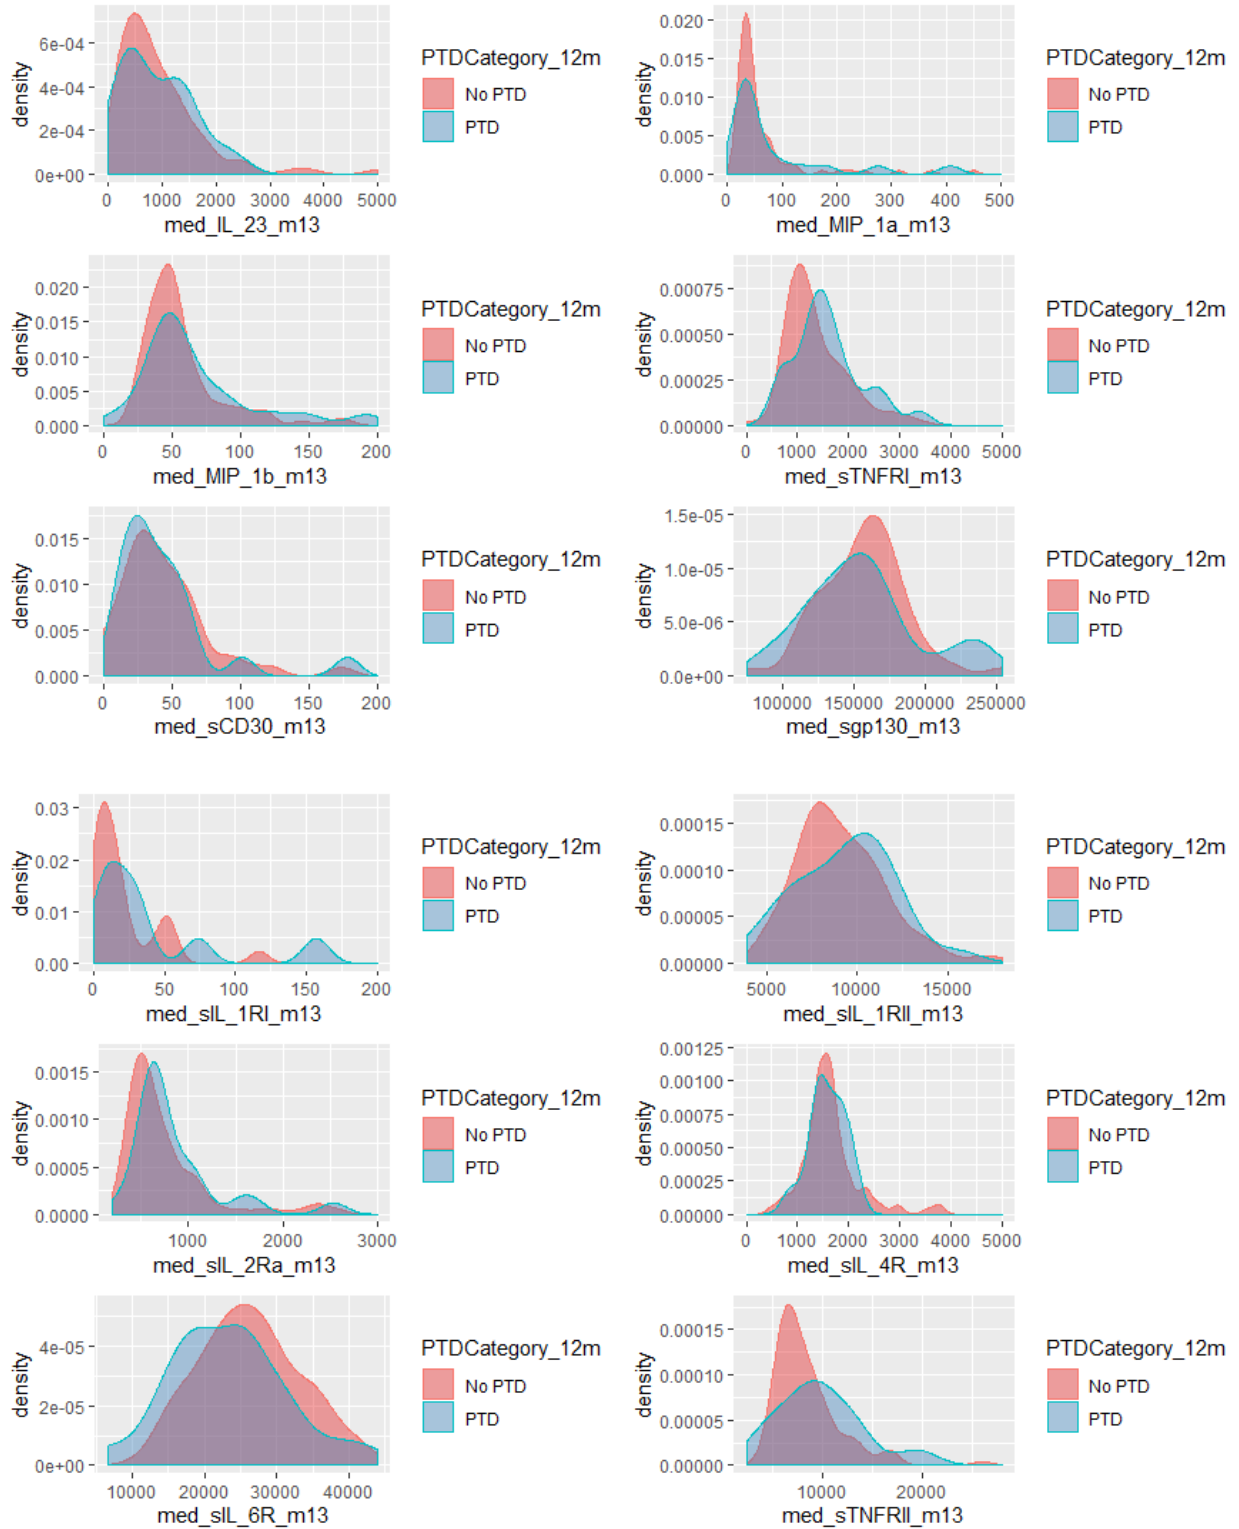 density
6e-04
4e-04
2e-04
0e+00
0 1000 2000 3000 4000 5000
med_IL_23_m13
PTDCategory_12m
No PTD
PTD
density
0.020
0.015
0.010
0.005
0.000
0 100 200 300 400 500
med_MIP_1a_m13
PTDCategory_12m
No PTD
PTD
density
0.020
0.015
0.010
0.005
0.000
0 50 100 150 200
med_MIP_1b_m13
PTDCategory_12m
No PTD
PTD
density
0.00075
0.00050
0.00025
0.00000
0 1000 2000 3000 4000 5000
med_sTNFRI_m13
PTDCategory_12m
No PTD
PTD
density
0.015
0.010
0.005
0.000
0 50 100 150 200
med_sCD30_m13
PTDCategory_12m
No PTD
PTD
density
1.5e-05
1.0e-05
5.0e-06
0.0e+00
100000 150000 200000 250000
med_sgp130_m13
PTDCategory_12m
No PTD
PTD
density
0.03
0.02
0.01
0.00
0 50 100 150 200
med_sIL_1RI_m13
PTDCategory_12m
No PTD
PTD
density
0.00015
0.00010
0.00005
0.00000
5000 10000 15000
med_sIL_1RII_m13
PTDCategory_12m
No PTD
PTD
density
0.0015
0.0010
0.0005
0.0000
1000 2000 3000
med_sIL_2Ra_m13
PTDCategory_12m
No PTD
PTD
density
0.00125
0.00100
0.00075
0.00050
0.00025
0.00000
0 1000 2000 3000 4000 5000
med_sIL_4R_m13
PTDCategory_12m
No PTD
PTD
density
4e-05
2e-05
0e+00
10000 20000 30000 40000
med_sIL_6R_m13
PTDCategory_12m
No PTD
PTD
density
0.00015
0.00010
0.00005
0.00000
10000 20000
med_sTNFRII_m13
PTDCategory_12m
No PTD
PTD